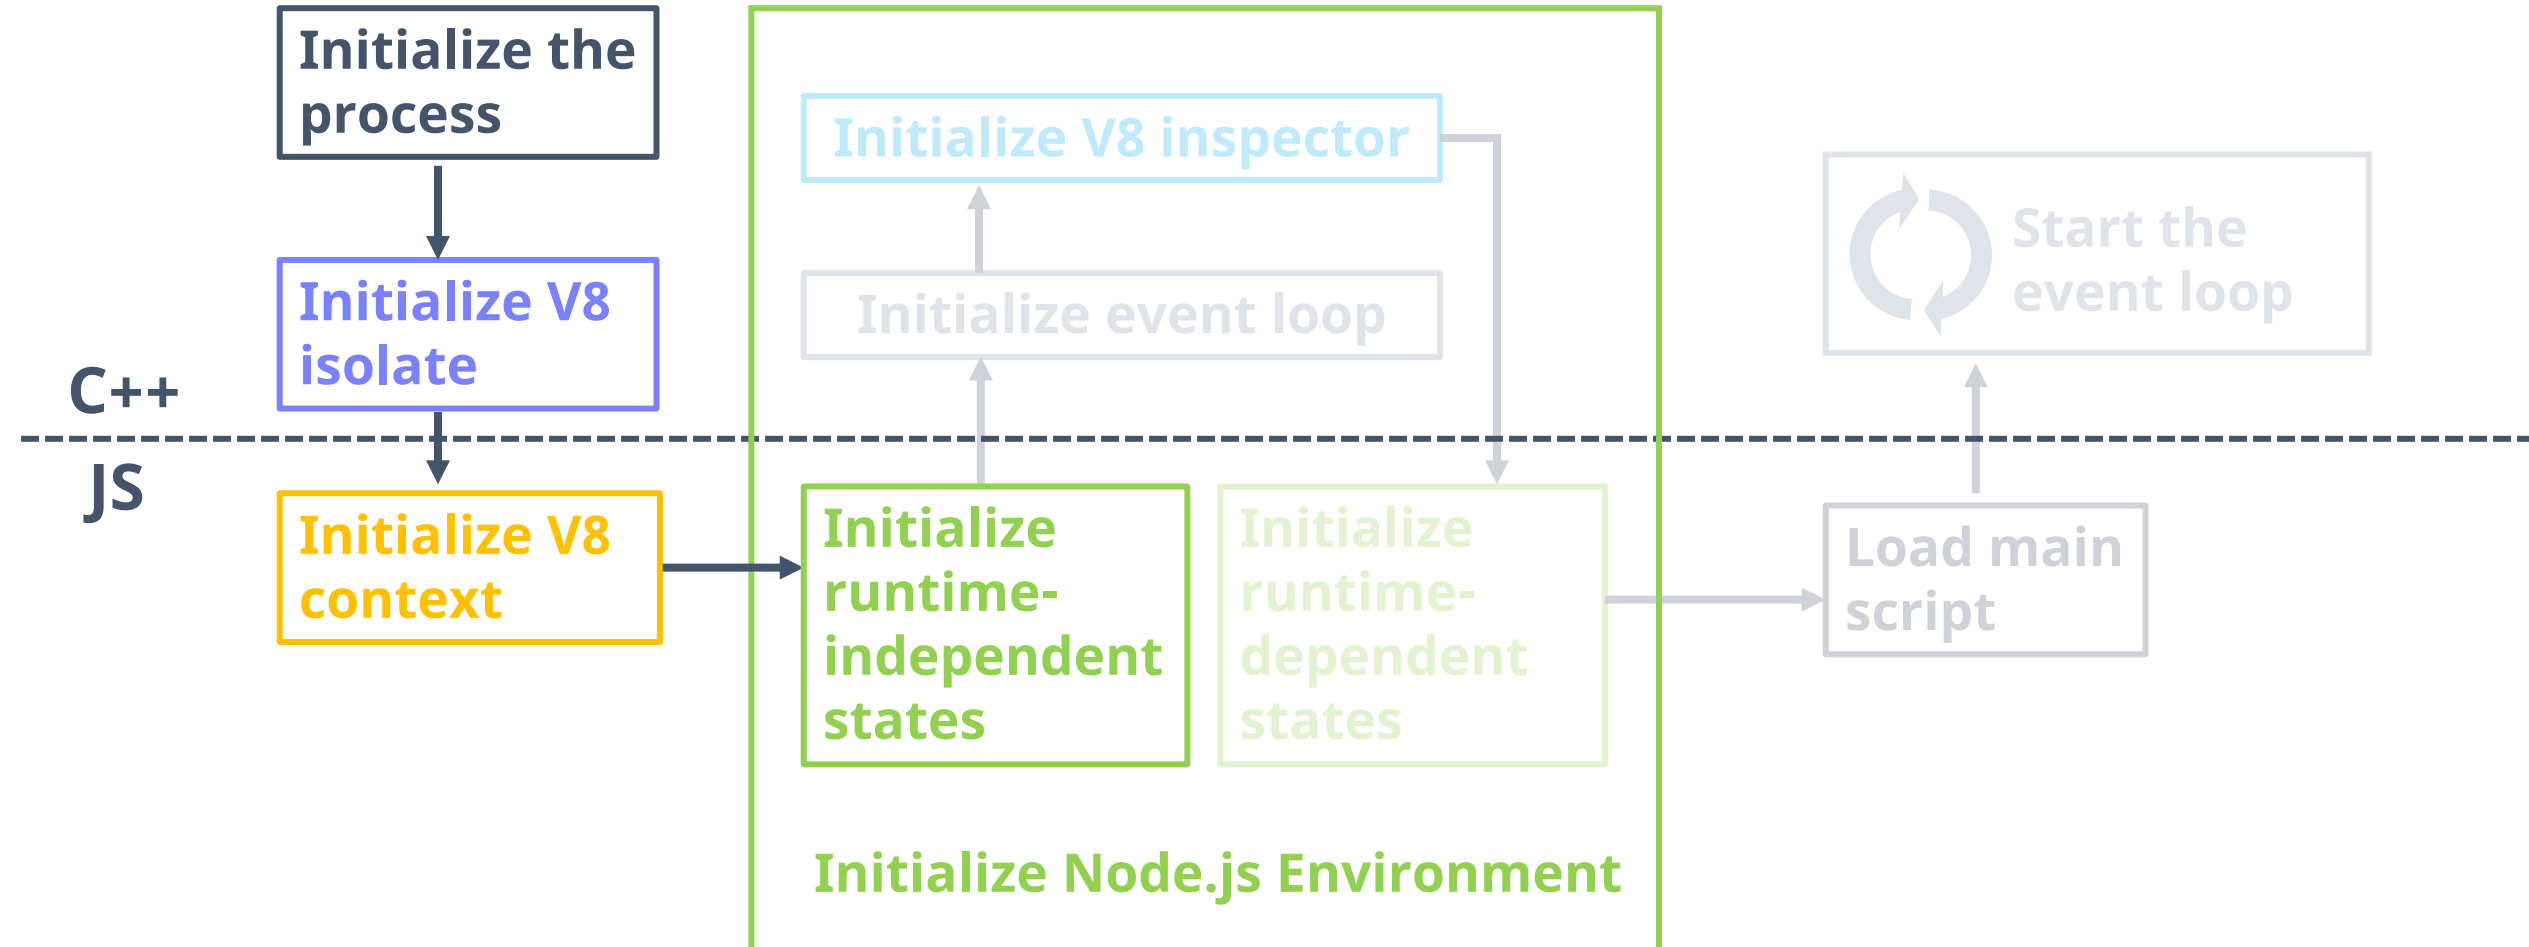 Initialize the
process
Initialize V8
isolate
C++
JS
Initialize V8
context
Initialize V8 inspector
Initialize event loop
Initialize
runtime-
independent
states
Initialize
runtime-
dependent
states
Initialize Node.js Environment
Start the
event loop
Load main
script